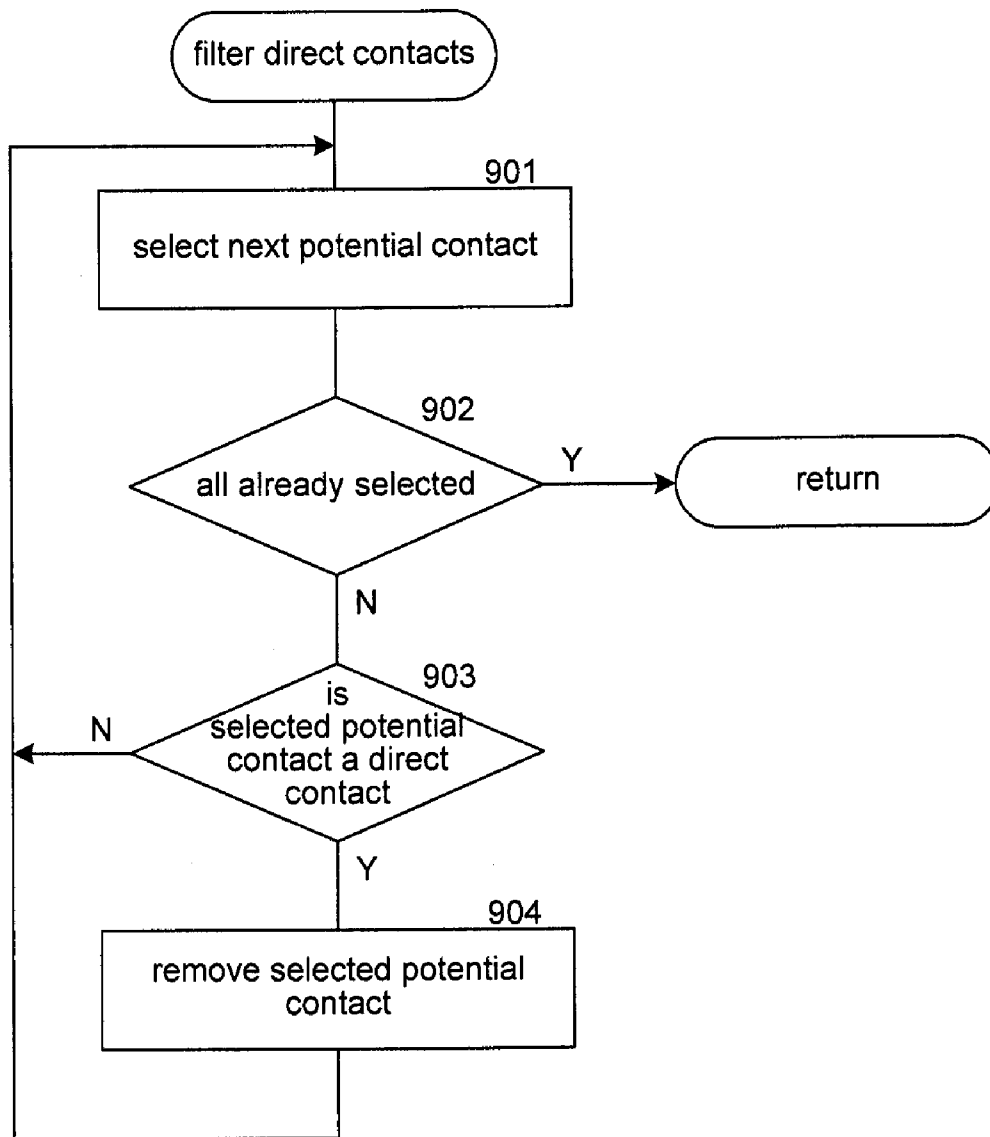 filter direct contacts
901
select next potential contact
902
all already selected
Y
return
N
903
is
selected potential
contact a direct
contact
N
Y
904
remove selected potential
contact